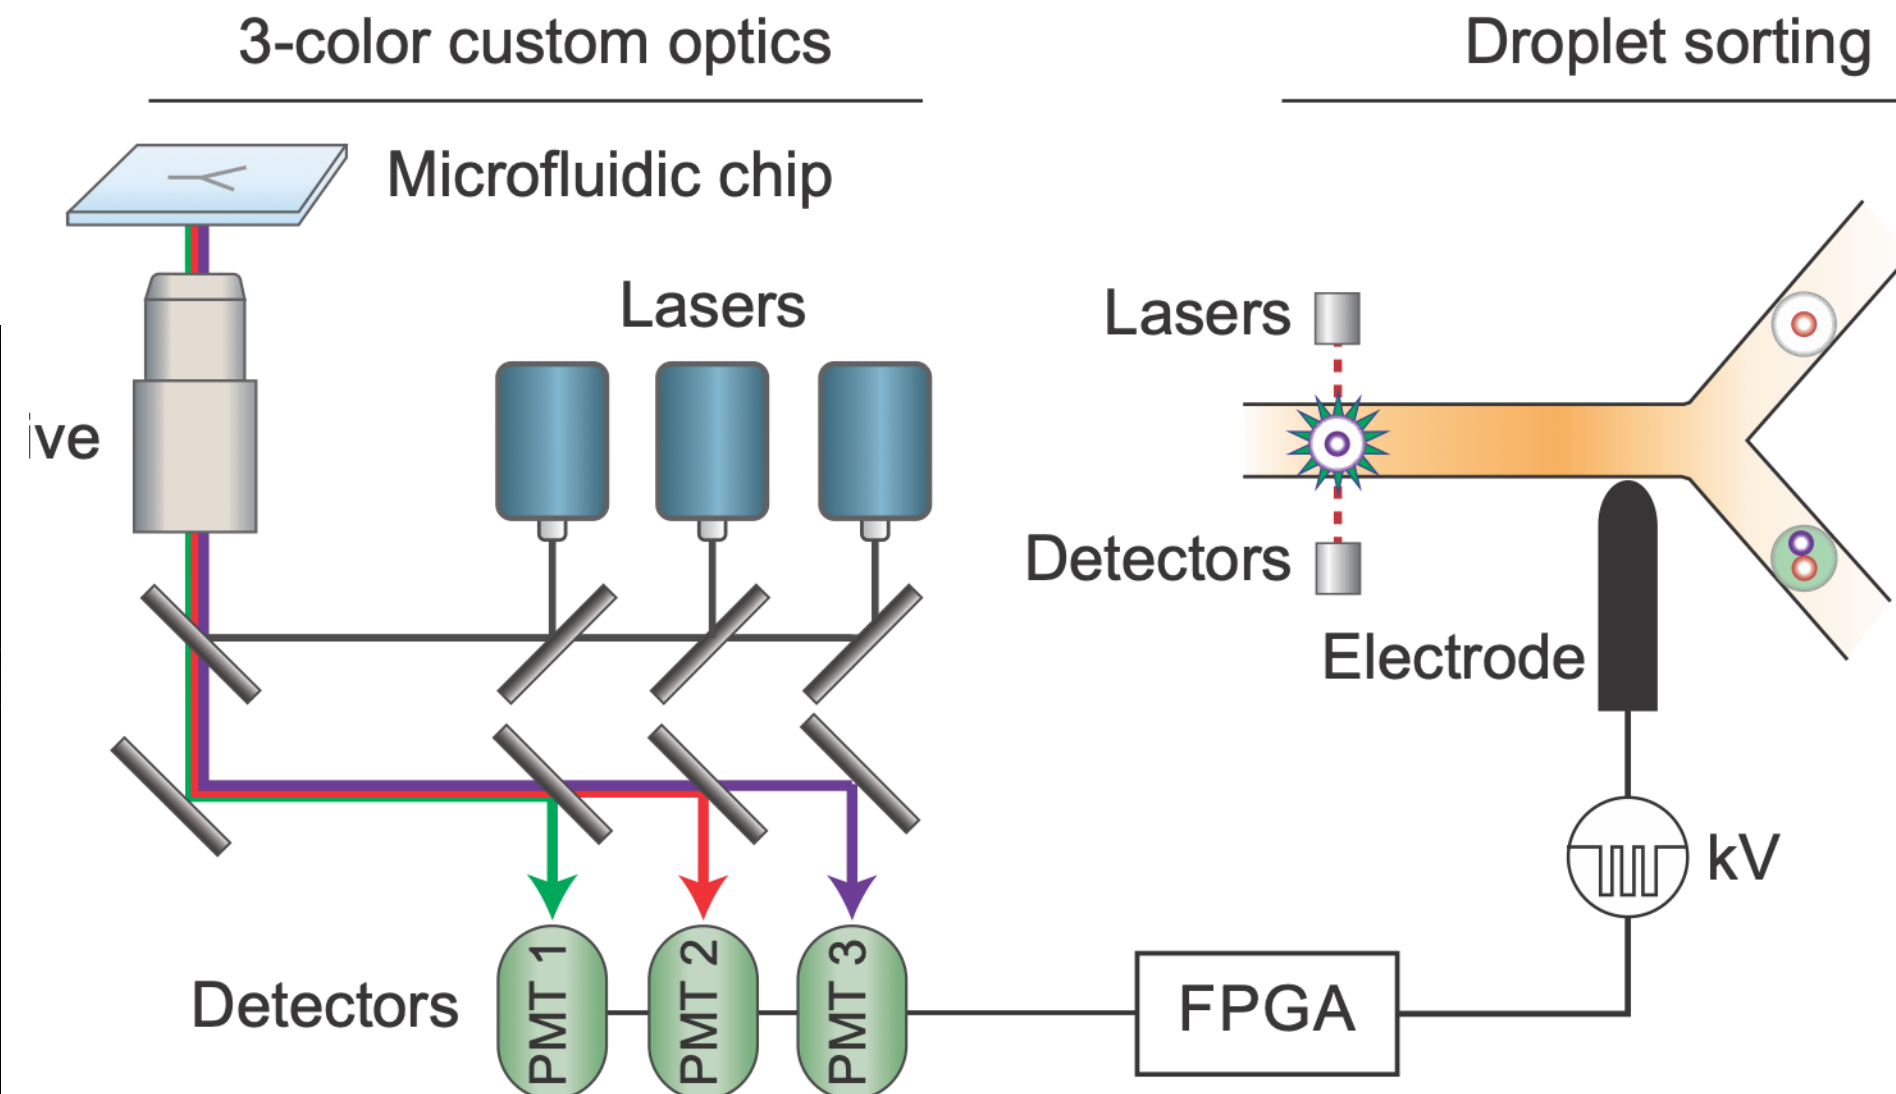 3-color custom optics
Microfluidic chip
Lasers
ive
Detectors
PMT 1
PMT 2
PMT 3
Droplet sorting
Lasers
Detectors
Electrode
kV
FPGA